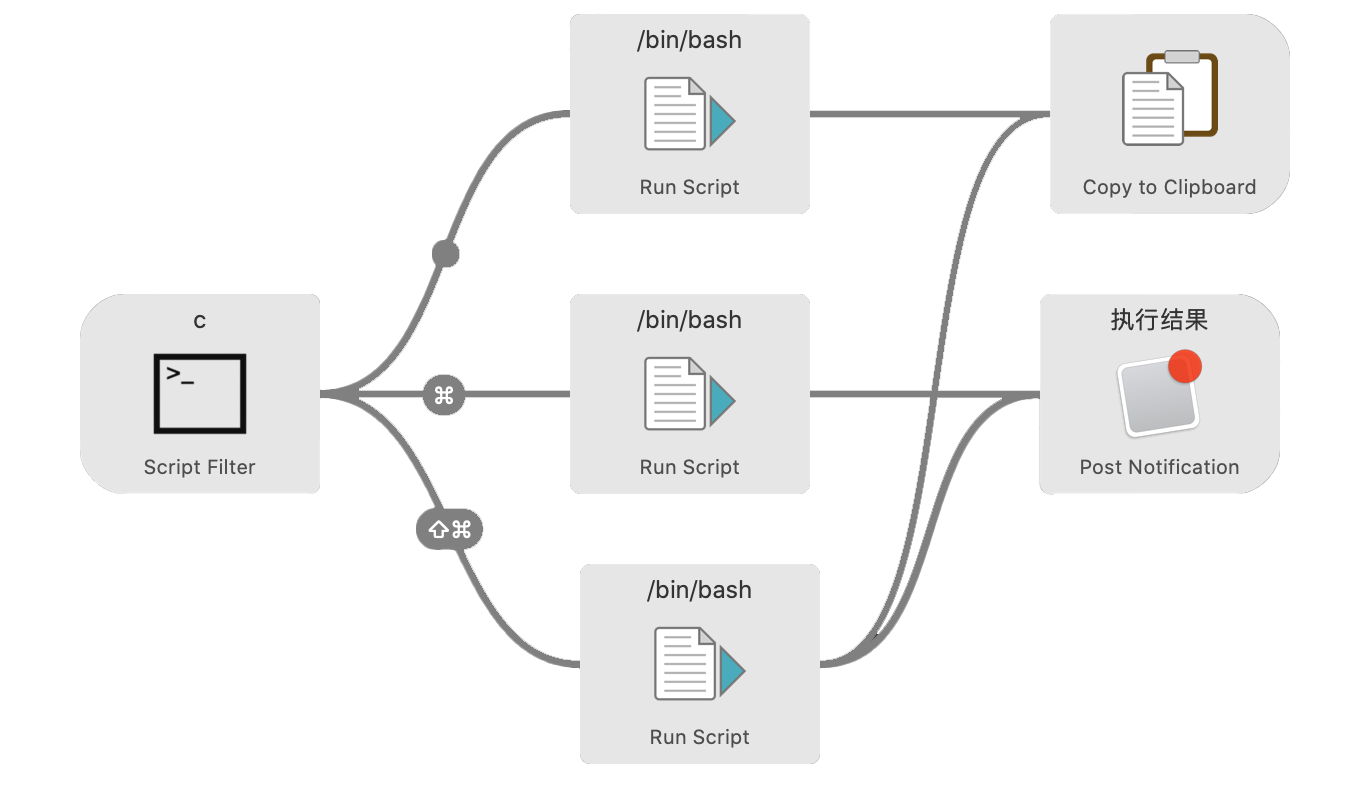 /bin/bash
Run Script
Copy to Clipboard
c
>_
Script Filter
⌘
/bin/bash
Run Script
执行结果
Post Notification
⇧⌘
/bin/bash
Run Script